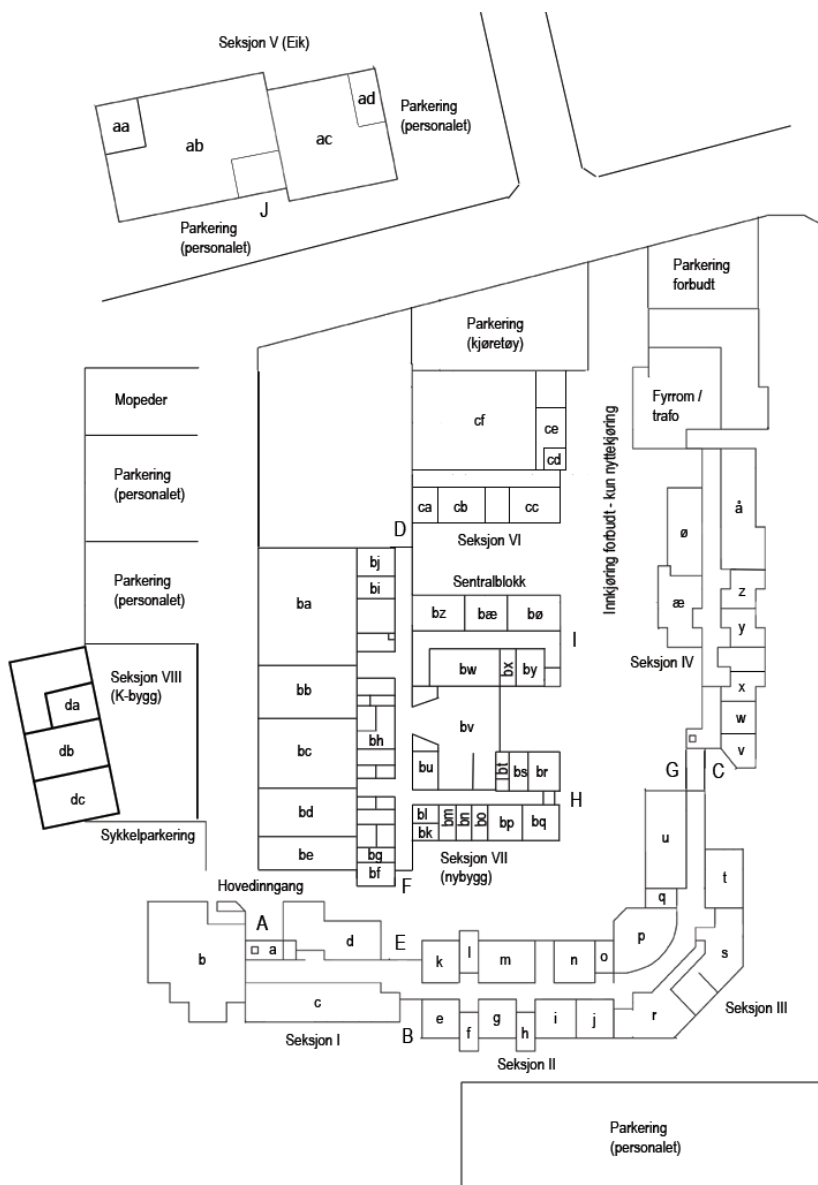 Seksjon V (Eik)
aa
ab
ac
ad
Parkering
(personalet)
J
Parkering
(personalet)
Parkering
forbudt
Parkering
(kjøretøy)
Mopeder
Fyrrom /
trafo
cf
ce
cd
Parkering
(personalet)
Innkjøring forbudt - kun nyttekjøring
ca
cb
cc
å
D
Seksjon VI
ø
bj
bi
Sentralblokk
Parkering
(personalet)
ba
bz
bæ
bø
I
æ
z
y
Seksjon IV
Seksjon VIII
(K-bygg)
bw
bx
by
bb
x
da
w
db
bc
bh
bv
v
bu
bt
bs
br
G
C
dc
H
bd
bl
bk
bm
bn
bo
bp
bq
Sykkelparkering
be
bg
bf
F
Seksjon VII
(nybygg)
u
t
q
Hovedinngang
A
a
b
d
E
k
l
m
n
o
p
s
c
e
f
g
h
i
j
r
Seksjon III
Seksjon I
B
Seksjon II
Parkering
(personalet)